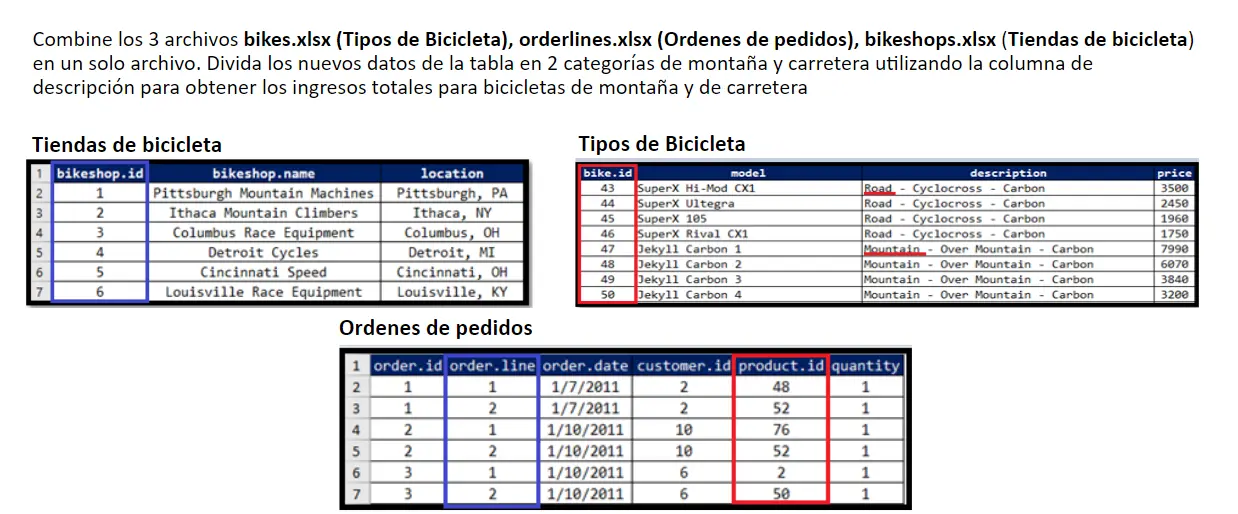 Combine los 3 archivos bikes.xlsx (Tipos de Bicicleta), orderlines.xlsx (Ordenes de pedidos), bikeshops.xlsx (Tiendas de bicicleta)
en un solo archivo. Divida los nuevos datos de la tabla en 2 categorías de montaña y carretera utilizando la columna de
descripción para obtener los ingresos totales para bicicletas de montaña y de carretera
Tiendas de bicicleta
1 bikeshop.id bikeshop.name location
2 1 Pittsburgh Mountain Machines Pittsburgh, PA
3 2 Ithaca Mountain Climbers Ithaca, NY
4 3 Columbus Race Equipment Columbus, OH
5 4 Detroit Cycles Detroit, MI
6 5 Cincinnati Speed Cincinnati, OH
7 6 Louisville Race Equipment Louisville, KY
Tipos de Bicicleta
bike.id model description price
43 SuperX Hi-Mod CX1 Road - Cyclocross - Carbon 3500
44 SuperX Ultegra Road - Cyclocross - Carbon 2450
45 SuperX 105 Road - Cyclocross - Carbon 1960
46 SuperX Rival CX1 Road - Cyclocross - Carbon 1750
47 Jekyll Carbon 1 Mountain - Over Mountain - Carbon 7990
48 Jekyll Carbon 2 Mountain - Over Mountain - Carbon 6070
49 Jekyll Carbon 3 Mountain - Over Mountain - Carbon 3840
50 Jekyll Carbon 4 Mountain - Over Mountain - Carbon 3200
Ordenes de pedidos
1 order.id order.line order.date customer.id product.id quantity
2 1 1 1/7/2011 2 48 1
3 1 2 1/7/2011 2 52 1
4 2 1 1/10/2011 10 76 1
5 2 2 1/10/2011 10 52 1
6 3 1 1/10/2011 6 2 1
7 3 2 1/10/2011 6 50 1